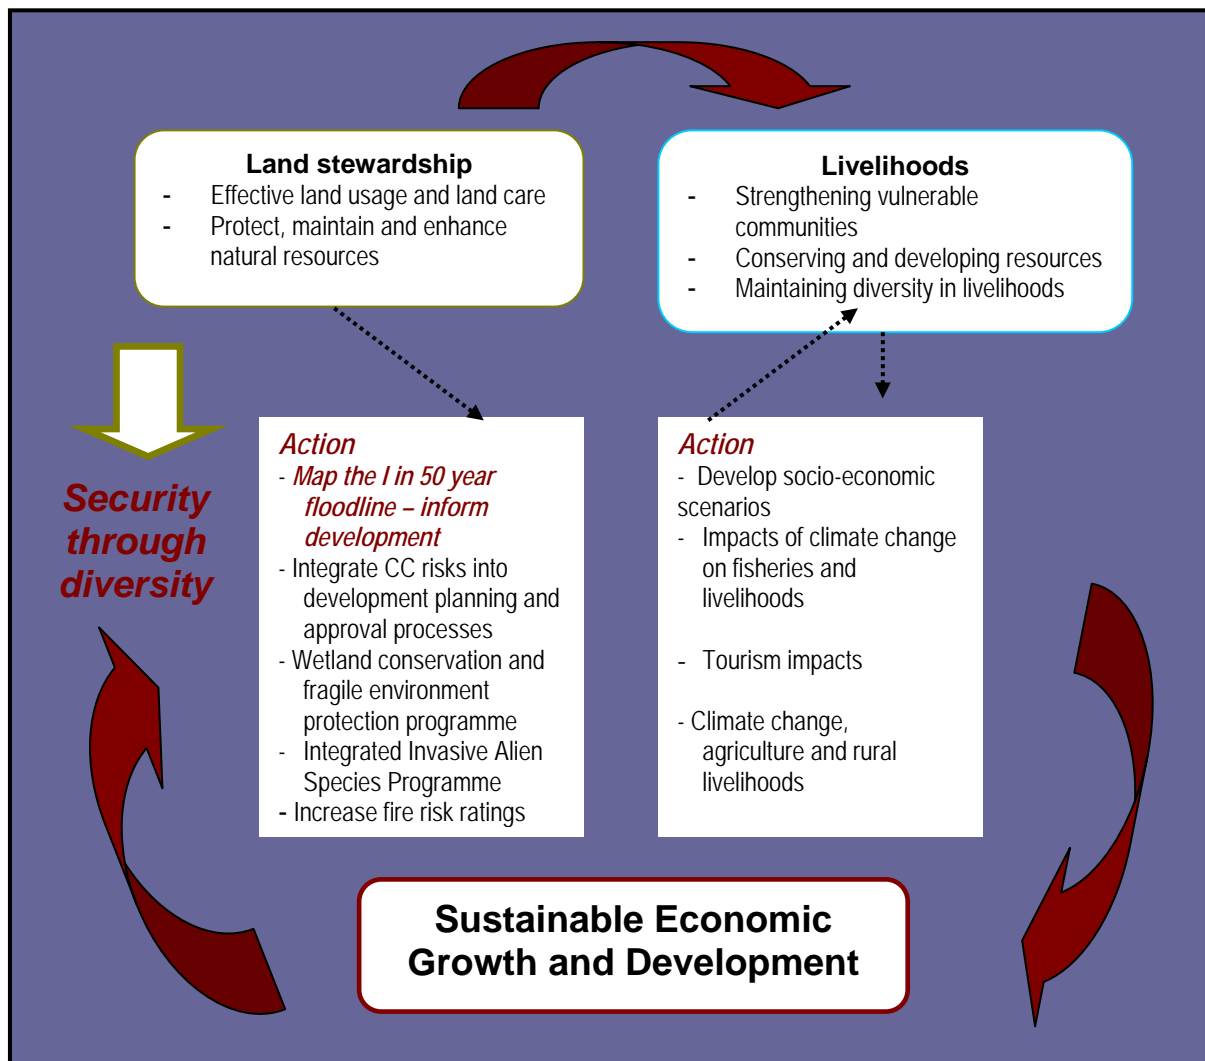 Land stewardship
- Effective land usage and land care
- Protect, maintain and enhance
natural resources
Livelihoods
- Strengthening vulnerable
communities
- Conserving and developing resources
- Maintaining diversity in livelihoods
Security
through
diversity
Action
- Map the I in 50 year
floodline – inform
development
- Integrate CC risks into
development planning and
approval processes
- Wetland conservation and
fragile environment
protection programme
- Integrated Invasive Alien
Species Programme
- Increase fire risk ratings
Action
- Develop socio-economic
scenarios
- Impacts of climate change
on fisheries and
livelihoods
- Tourism impacts
- Climate change,
agriculture and rural
livelihoods
Sustainable Economic
Growth and Development